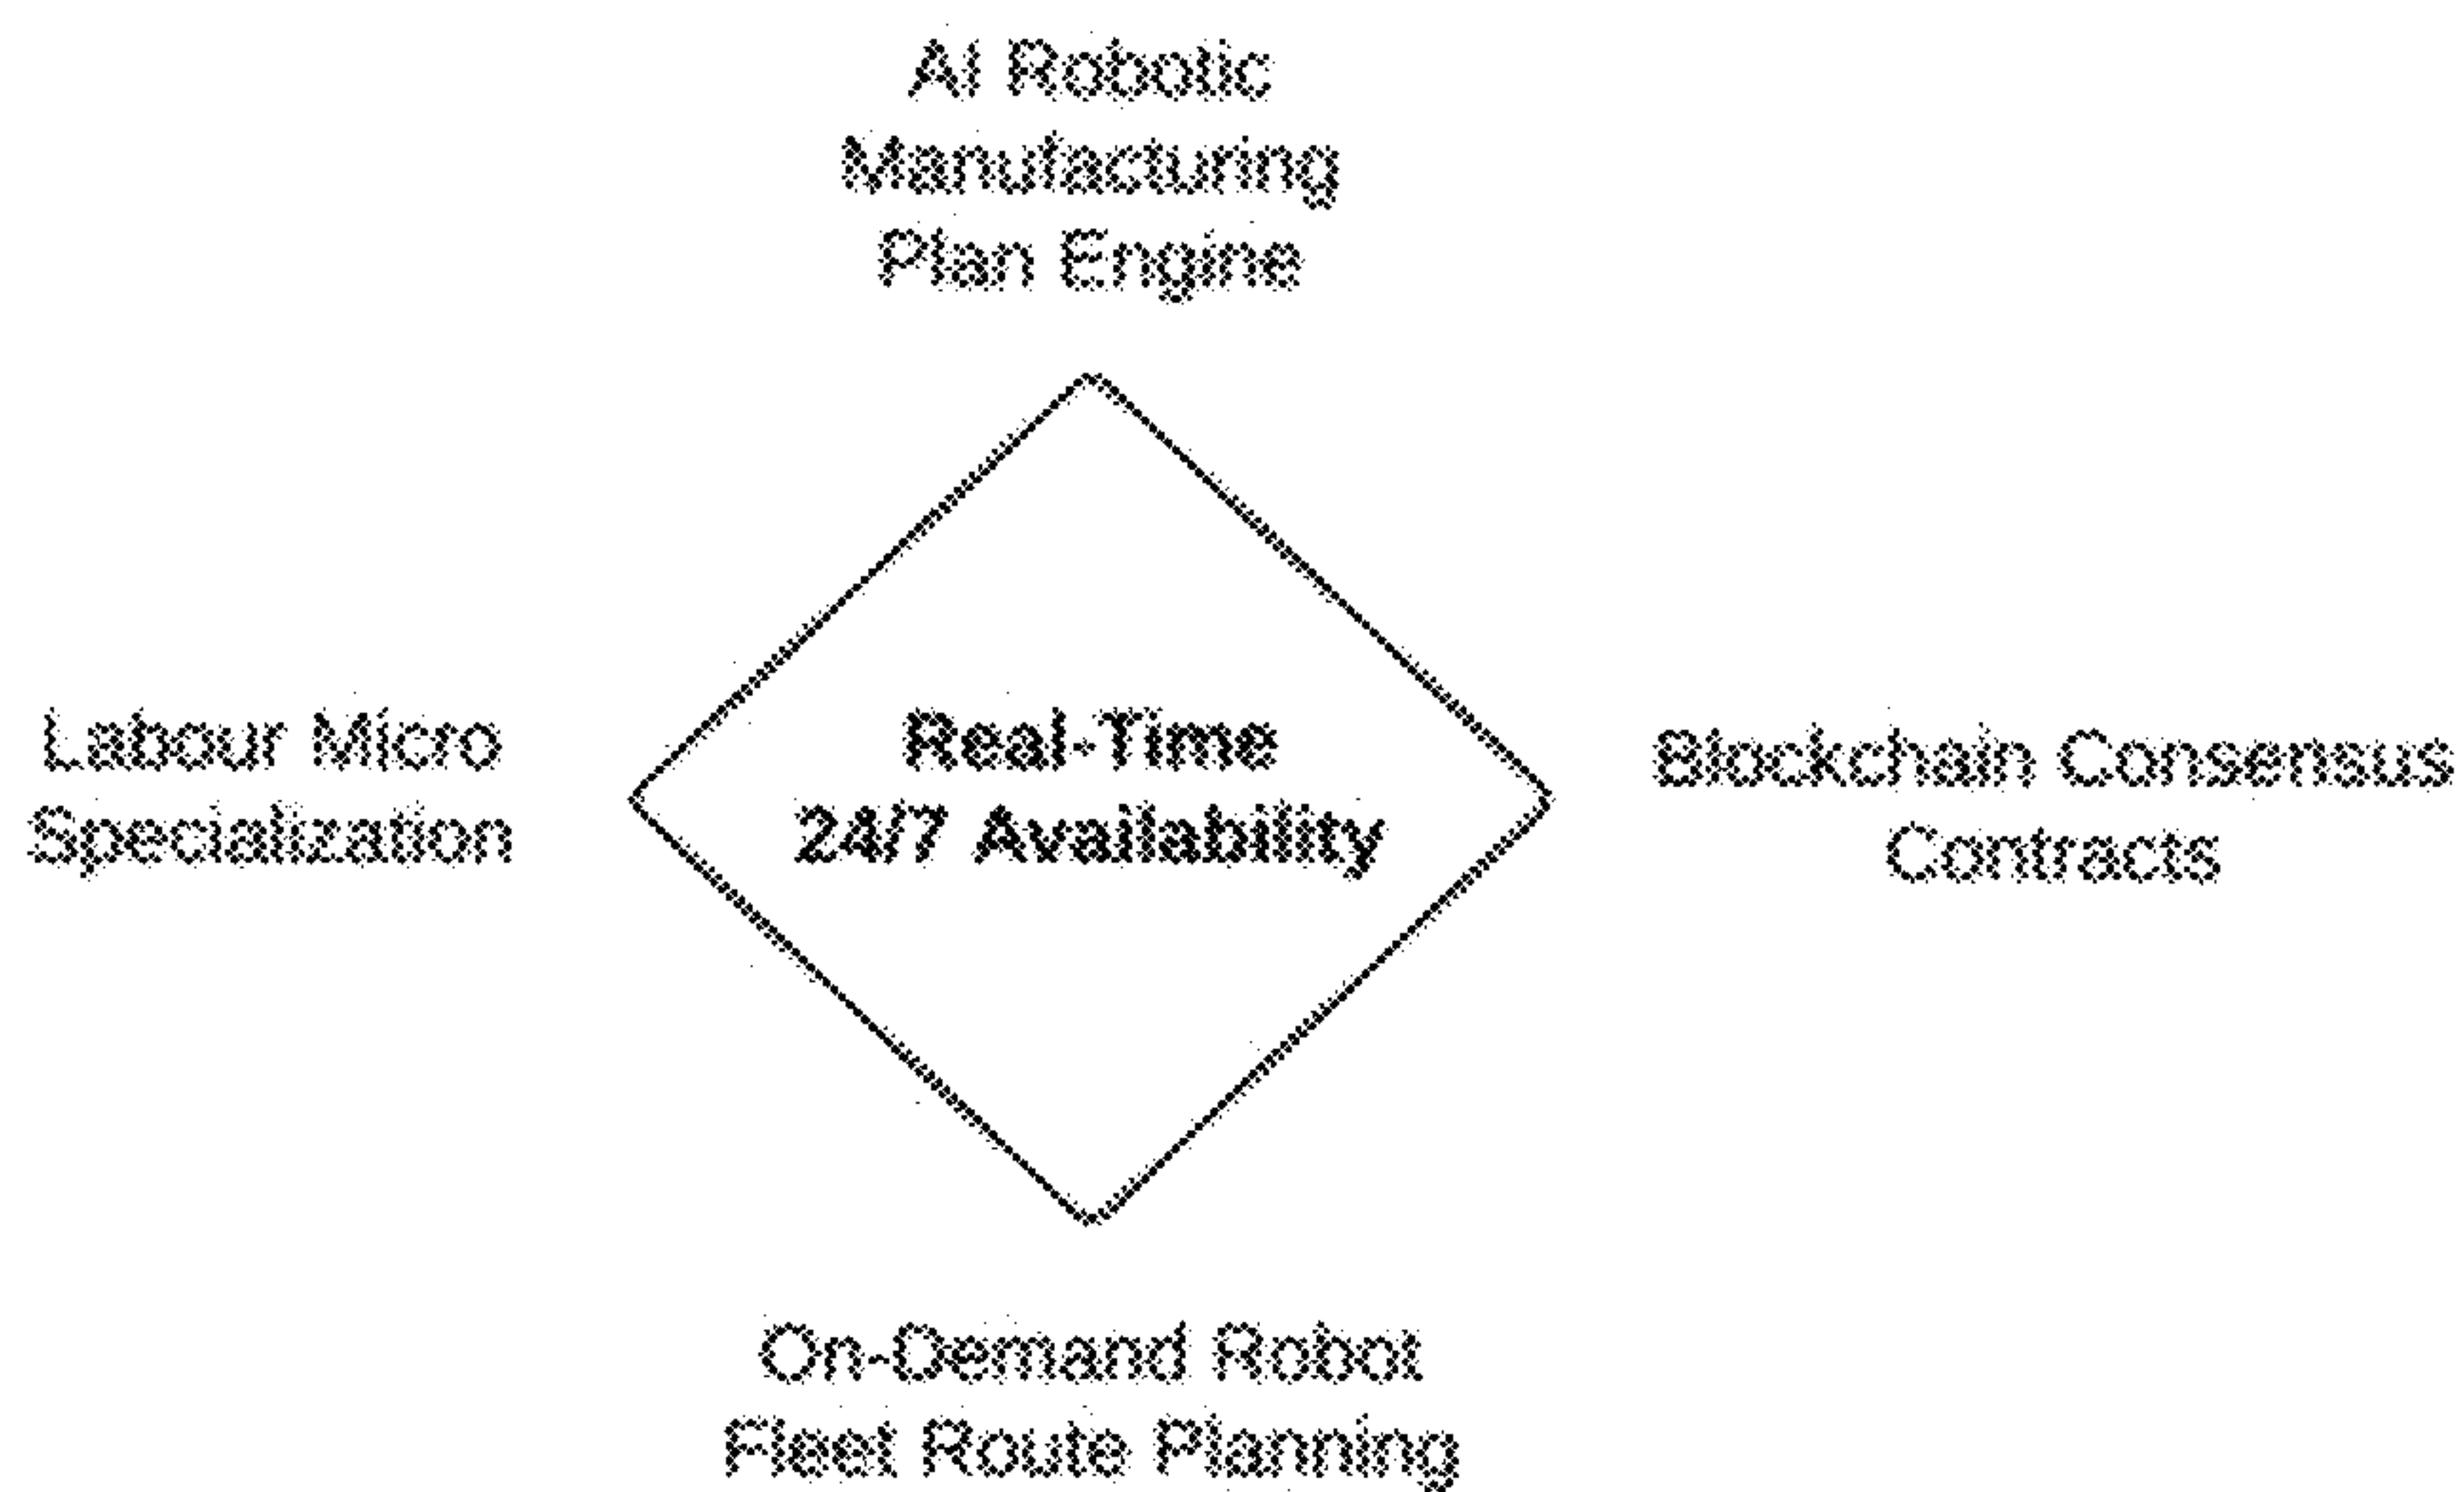 AI Robotic
Manufacturing
Plan Engine
Labour Micro
Specialization
Real-Time
24/7 Availability
Blockchain Consensus
Contracts
On-Demand Robot
Fleet Route Planning